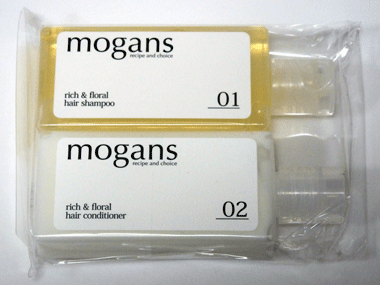 mogans
recipe and choice
rich & floral
hair shampoo
01
mogans
recipe and choice
rich & floral
hair conditioner
02